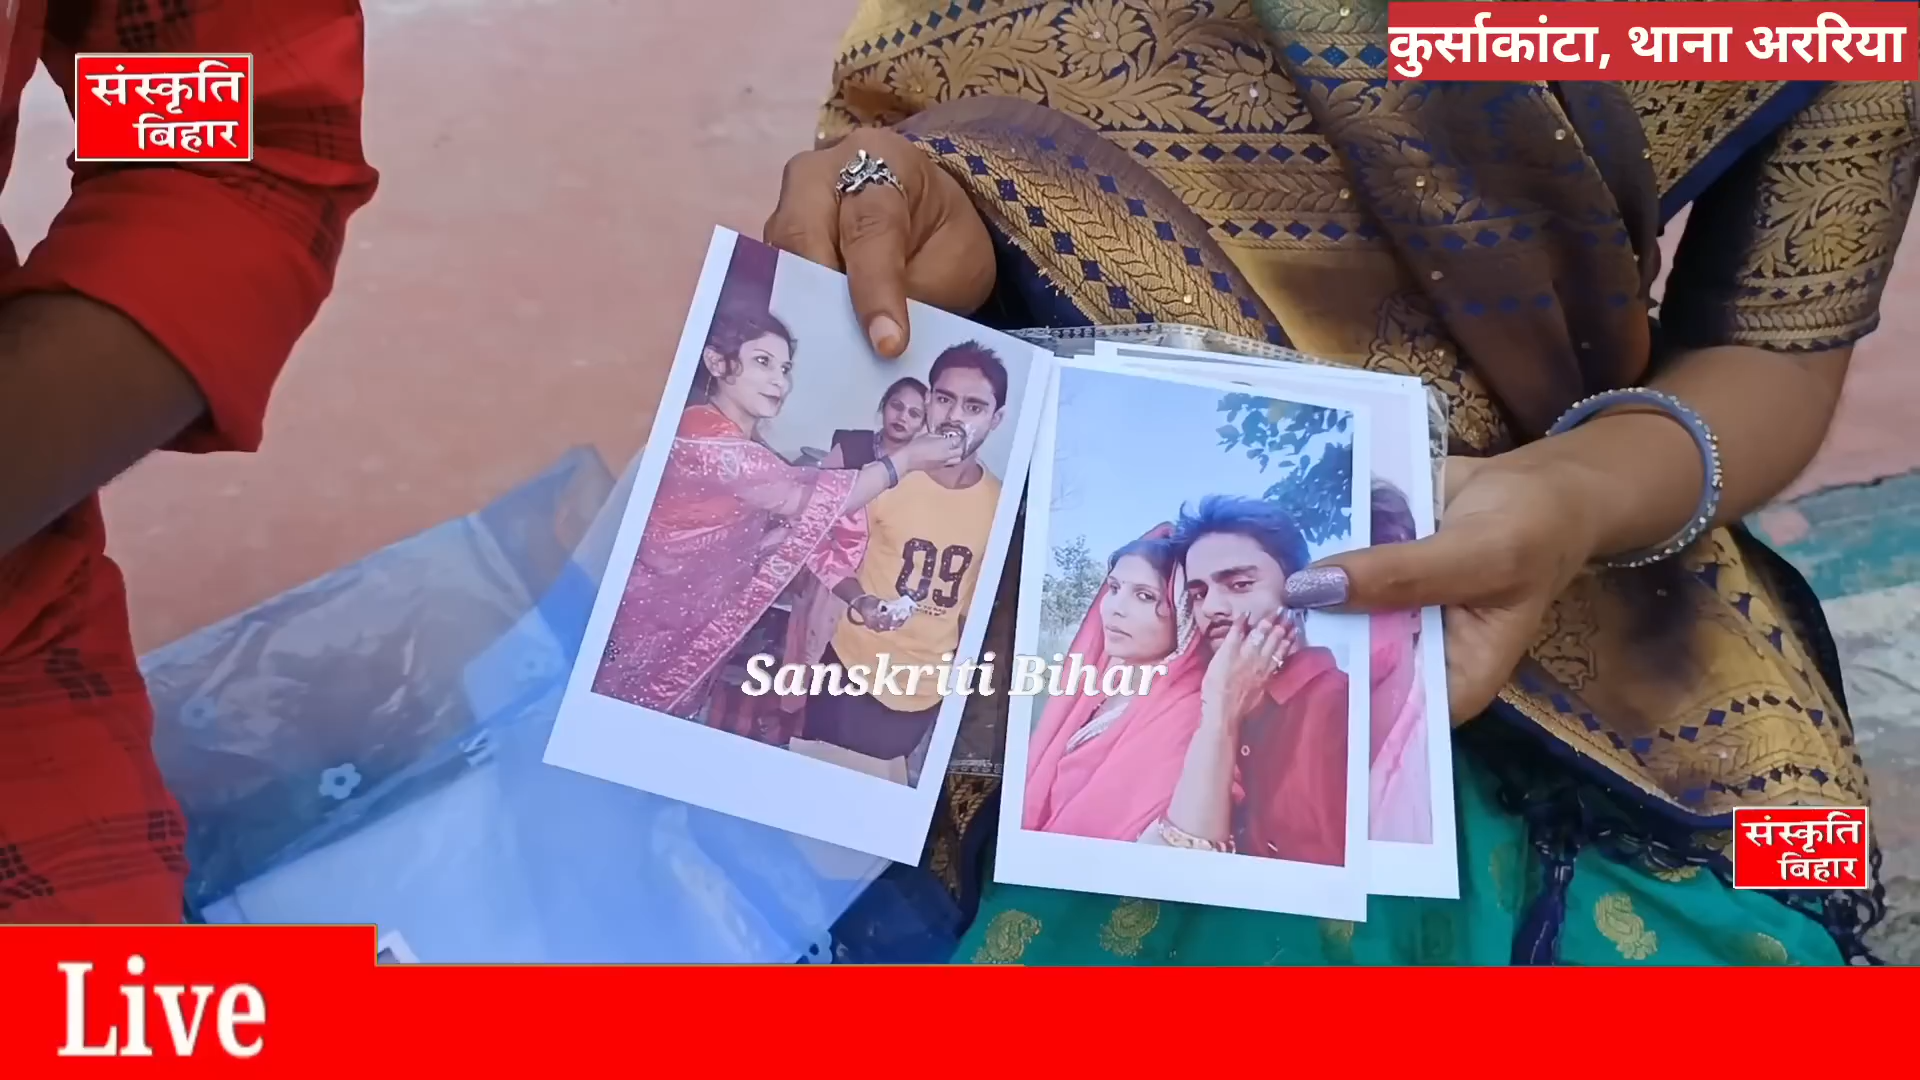 कुर्साकांटा, थाना अररिया
संस्कृति
बिहार
09
Sanskriti Bihar
संस्कृति
बिहार
Live